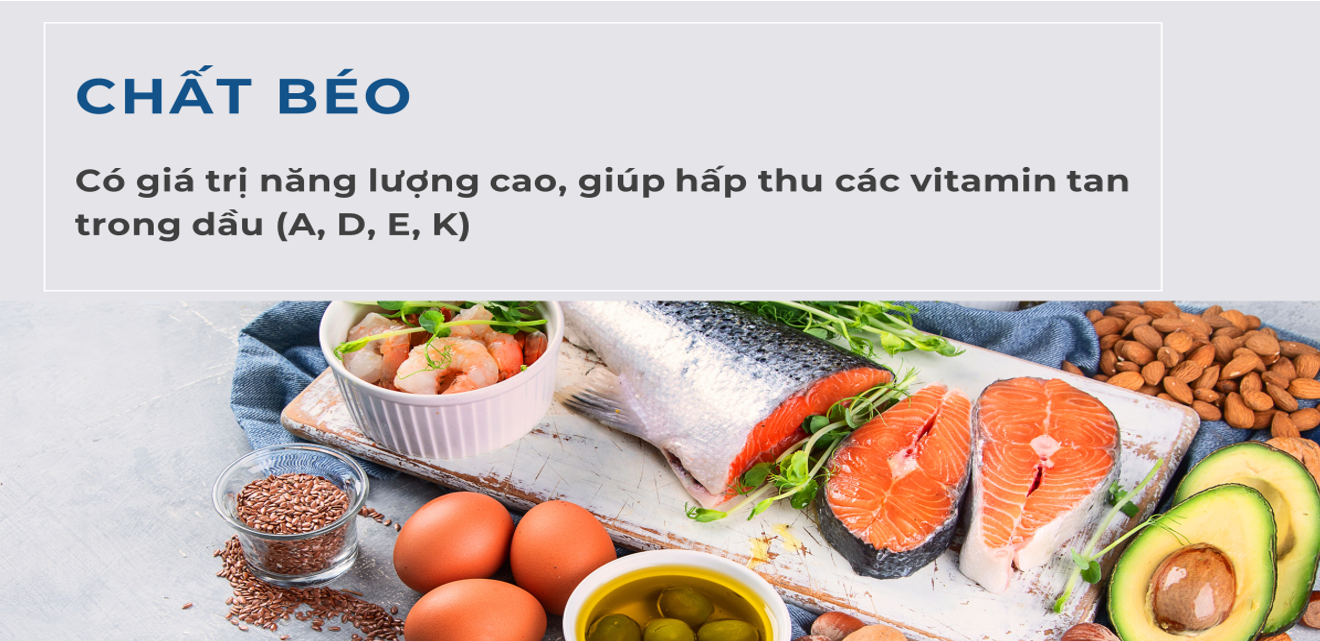 CHẤT BÉO
Có giá trị năng lượng cao, giúp hấp thu các vitamin tan
trong dầu (A, D, E, K)